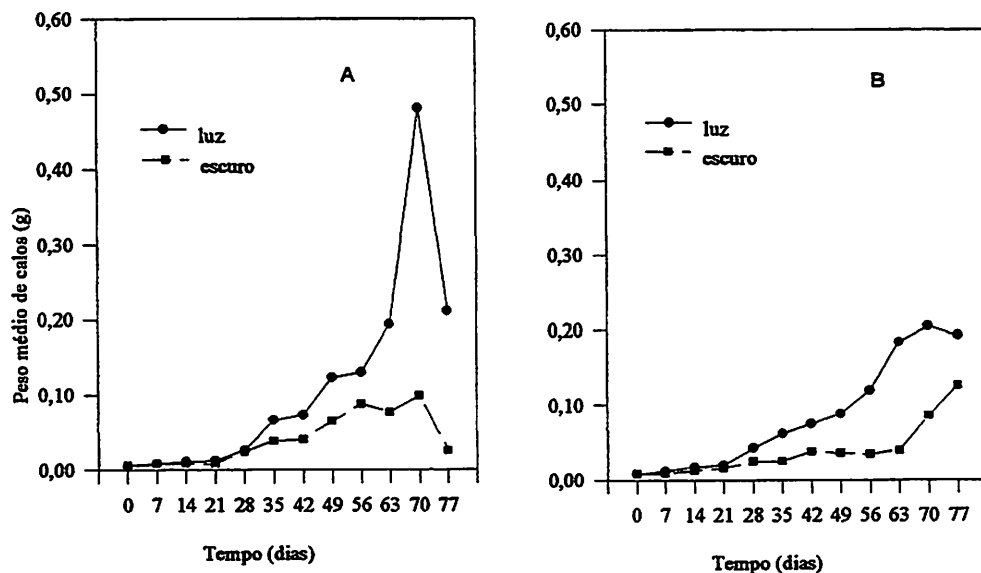 A
0,60
0,50
0,40
0,30
0,20
0,10
0,00
luz
escuro
Peso médio de calos (g)
0 7 14 21 28 35 42 49 56 63 70 77
Tempo (dias)
B
0,60
0,50
0,40
0,30
0,20
0,10
0,00
luz
escuro
0 7 14 21 28 35 42 49 56 63 70 77
Tempo (dias)